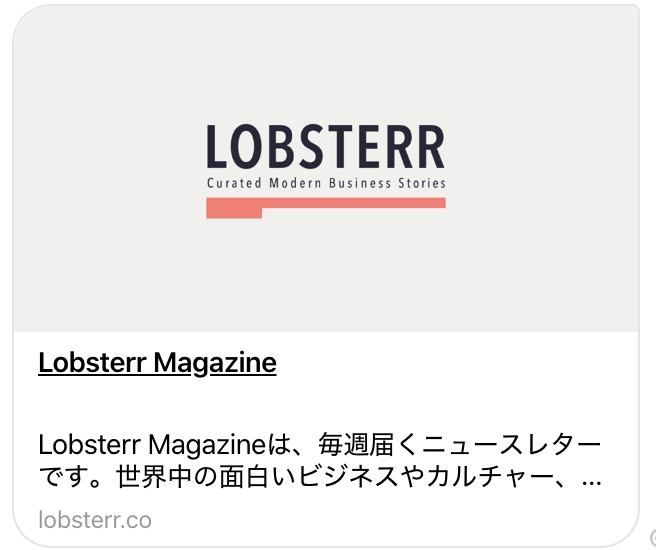 LOBSTERR
Curated Modern Business Stories
Lobsterr Magazine
Lobsterr Magazineは、毎週届くニュースレター
です。世界中の面白いビジネスやカルチャー、...
lobsterr.co